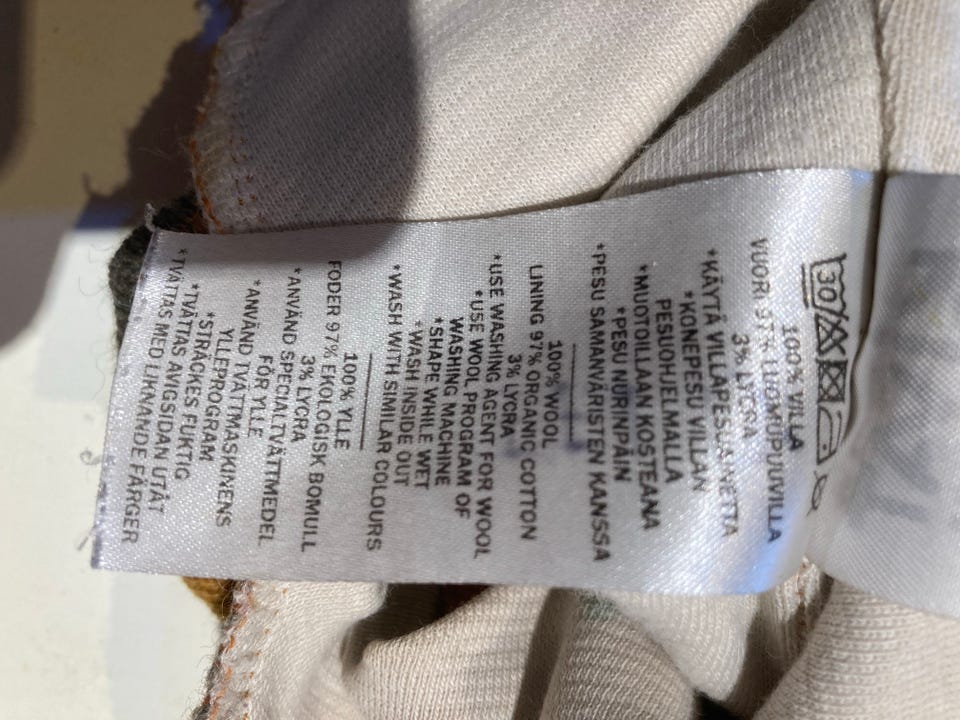 30
100% VILLA
VUORI 97% LUOMUPUUVILLA
3% LYCRA
*KÄYTÄ VILLAPESUAINETTA
*KONEPESU VILLAN
PESUOHJELMALLA
*MUOTOILLAAN KOSTEANA
*PESU NURINPÄIN
*PESU SAMANVÄRISTEN KANSSA
100% WOOL
LINING 97% ORGANIC COTTON
3% LYCRA
*USE WASHING AGENT FOR WOOL
*USE WOOL PROGRAM OF
WASHING MACHINE
*SHAPE WHILE WET
*WASH INSIDE OUT
*WASH WITH SIMILAR COLOURS
100% YLLE
FODER 97% EKOLOGISK BOMULL
3% LYCRA
*ANVÄND SPECIALTVÄTTMEDEL
FÖR YLLE
*ANVÄND TVÄTTMASKINENS
YLLEPROGRAM
*STRÄCKES FUKTIG
*TVÄTTAS AVIGSIDAN UTÅT
*TVÄTTAS MED LIKNANDE FÄRGER